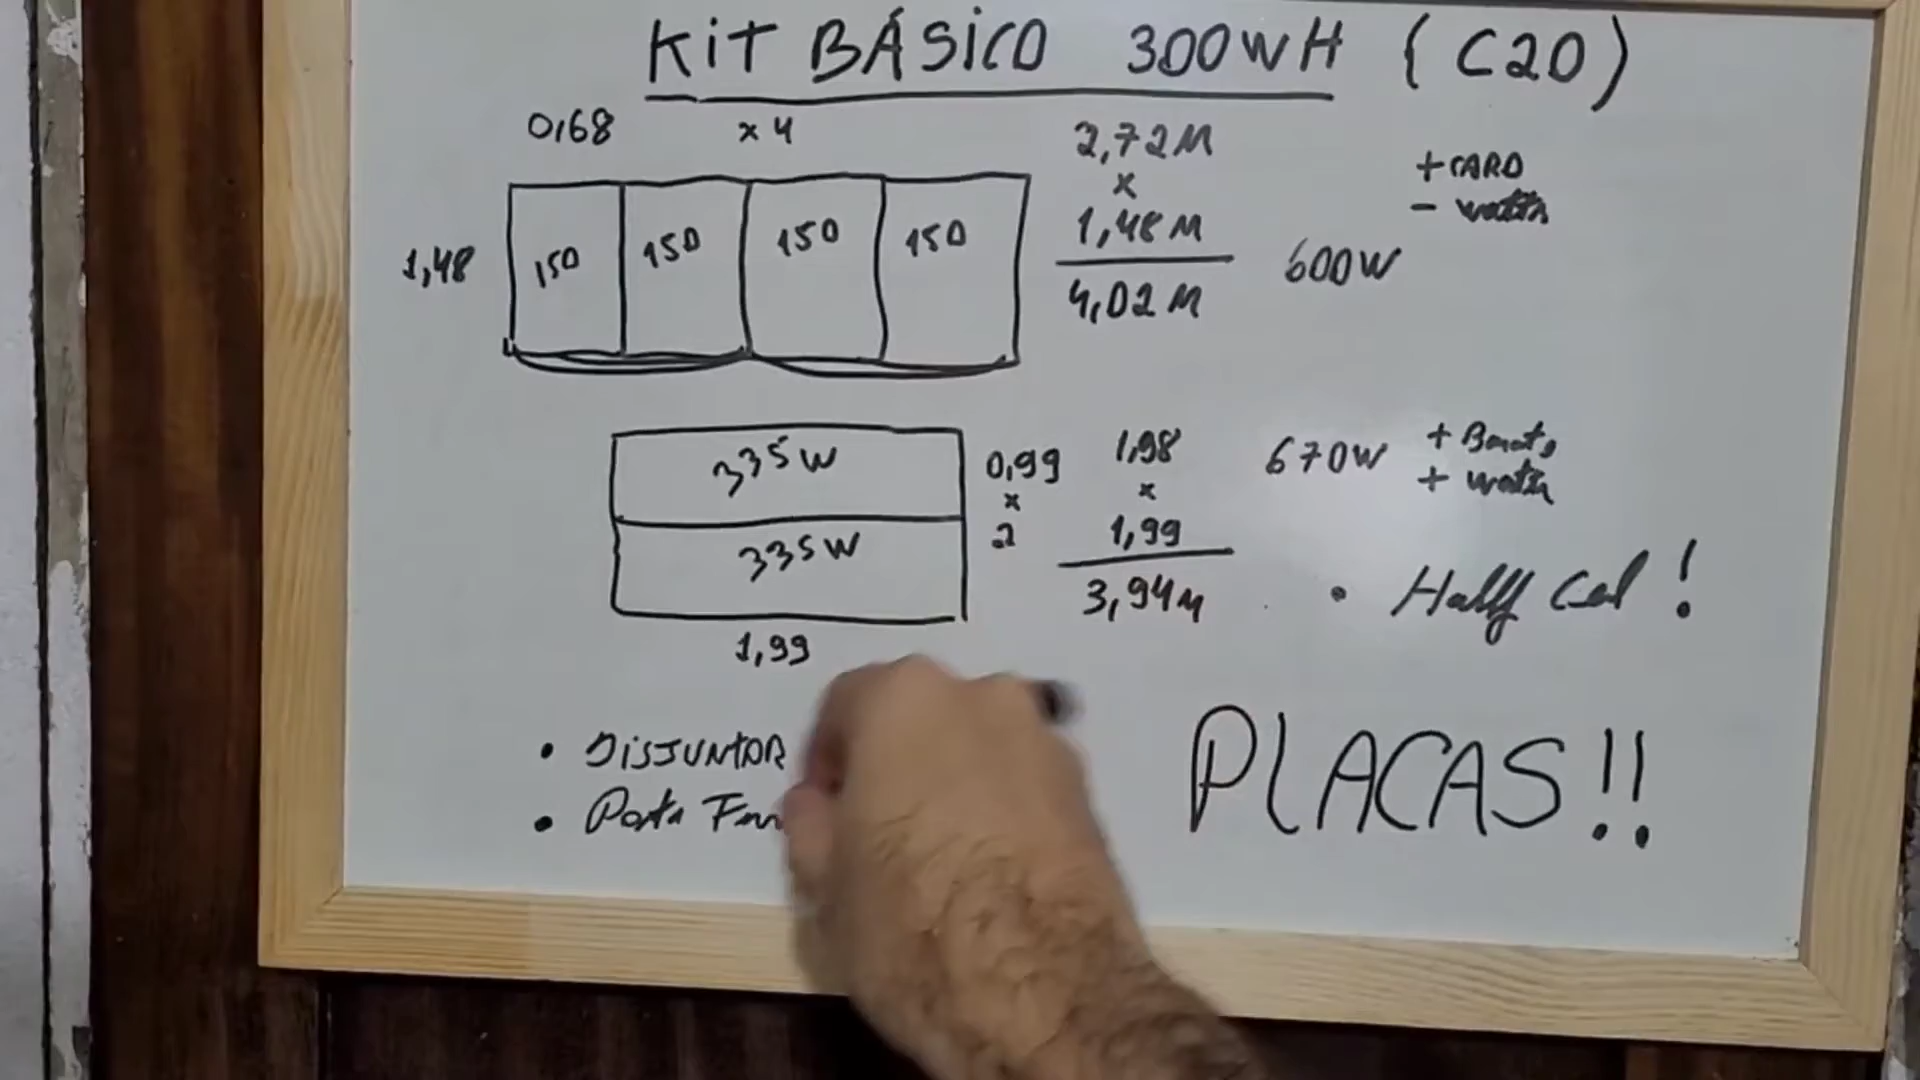 KiT BÁSiCO 300WH (C20)
0,68 x 4
2,72M
x
1,48M
4,02M
+ CARO
- watts
1,48
150 150 150 150
600W
335W
335W
0,99
x
2
1,98
x
1,99
3,94M
670W
+ Barato
+ watts
1,99
• Half Cel !
• DiSJUNTOR
• Porta
PLACAS!!